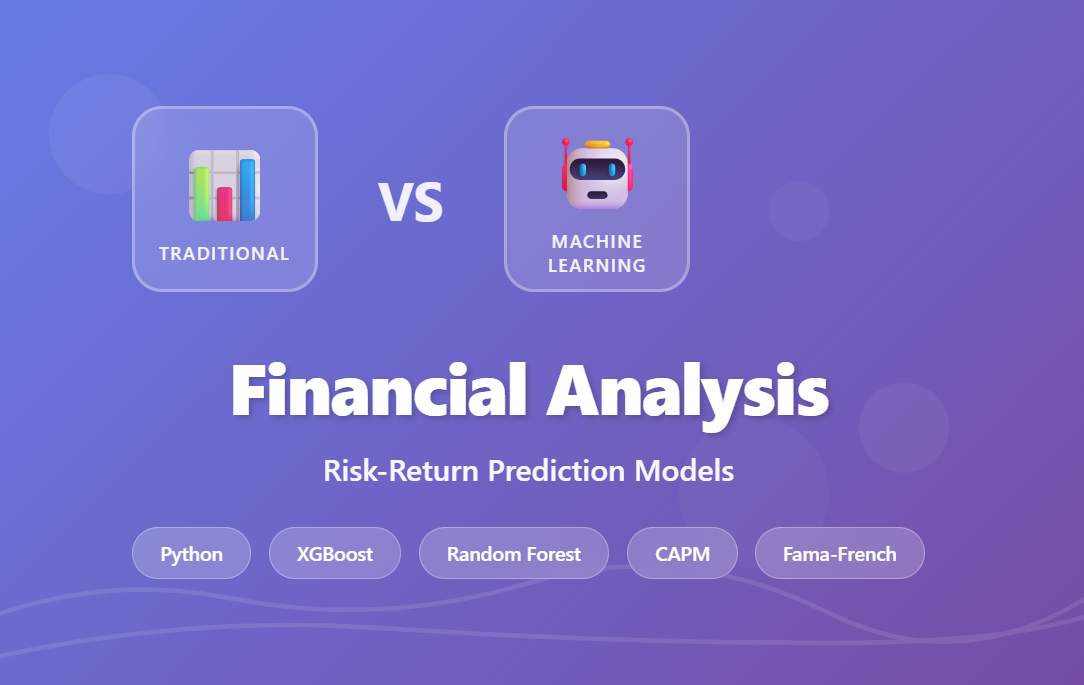 TRADITIONAL
VS
MACHINE
LEARNING
Financial Analysis
Risk-Return Prediction Models
Python
XGBoost
Random Forest
CAPM
Fama-French